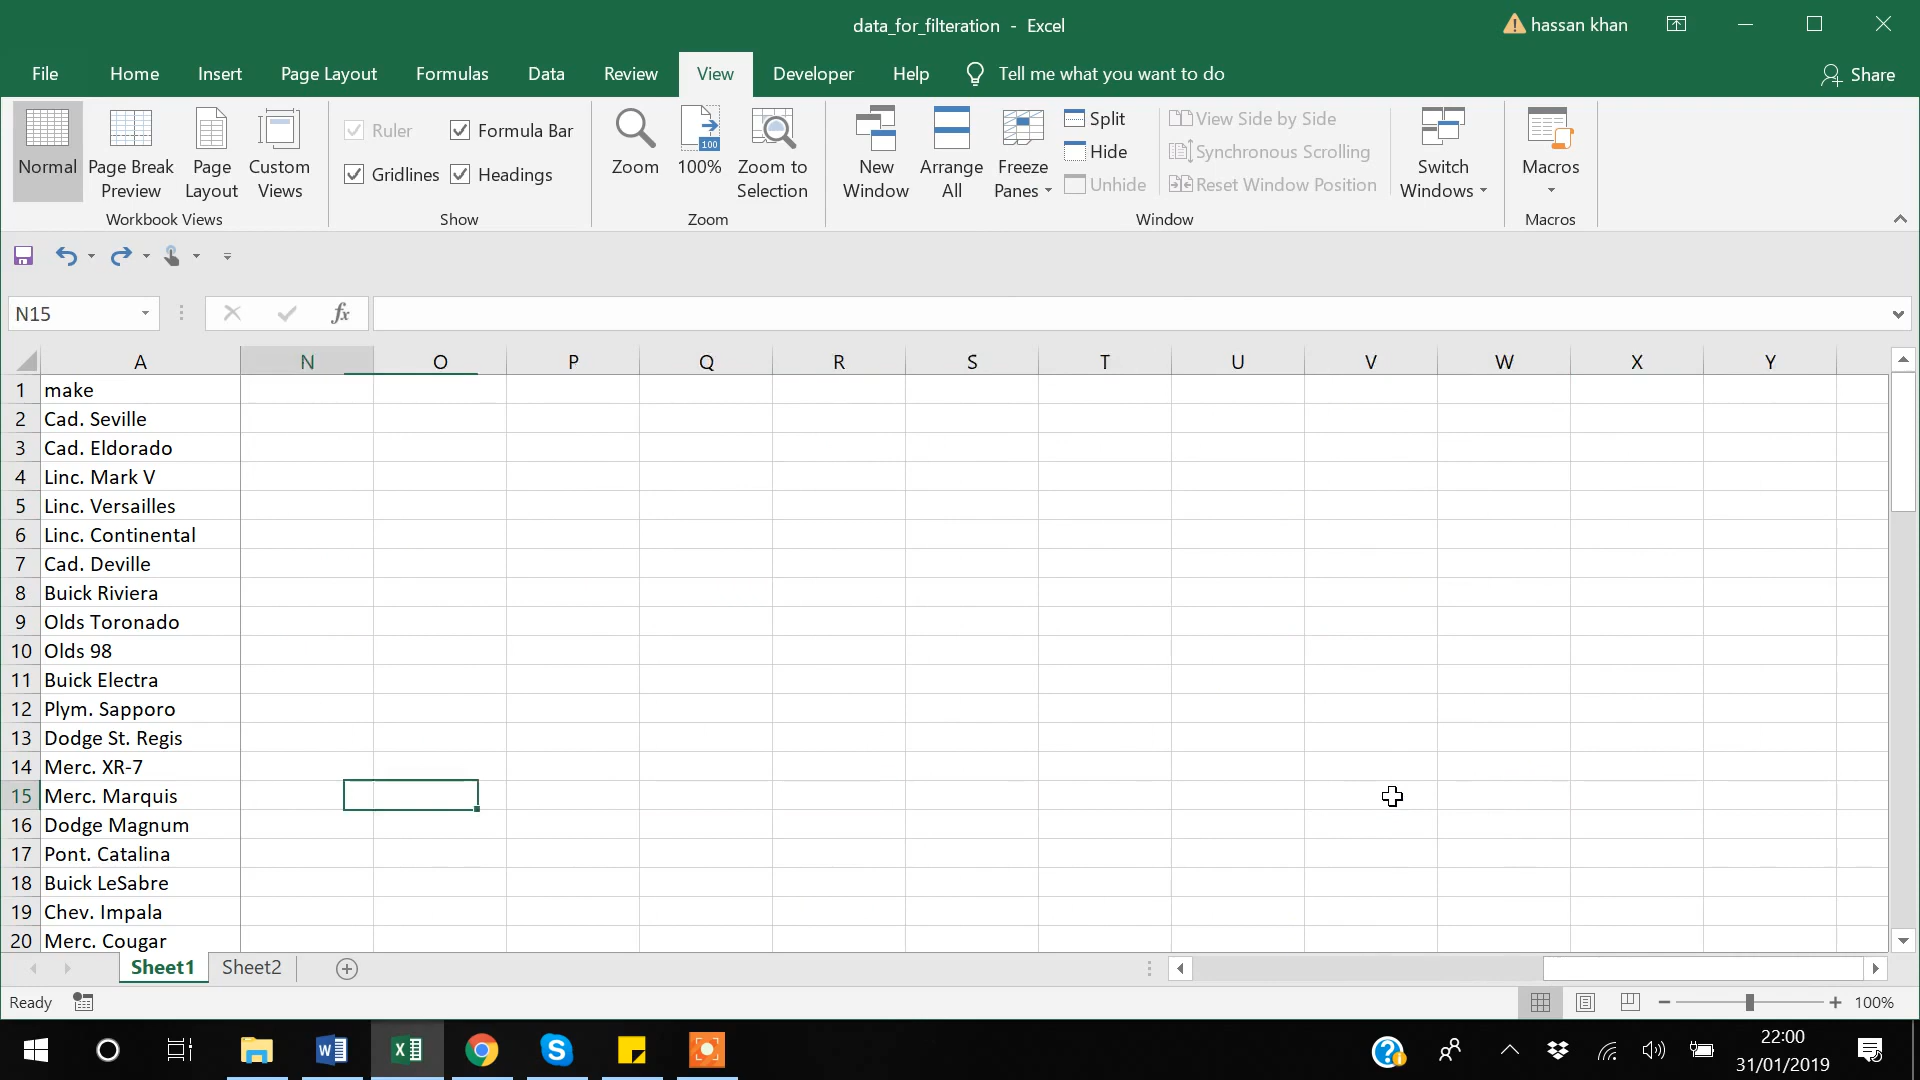 data_for_filteration - Excel
hassan khan
File Home Insert Page Layout Formulas Data Review View Developer Help Tell me what you want to do Share
Normal
Page Break Preview
Page Layout
Custom Views
Workbook Views
Ruler
Formula Bar
Gridlines
Headings
Show
Zoom
100
100%
Zoom to Selection
Zoom
New Window
Arrange All
Freeze Panes
Split
Hide
Unhide
View Side by Side
Synchronous Scrolling
Reset Window Position
Window
Switch Windows
Macros
Macros
N15
fx
A N O P Q R S T U V W X Y
1 make
2 Cad. Seville
3 Cad. Eldorado
4 Linc. Mark V
5 Linc. Versailles
6 Linc. Continental
7 Cad. Deville
8 Buick Riviera
9 Olds Toronado
10 Olds 98
11 Buick Electra
12 Plym. Sapporo
13 Dodge St. Regis
14 Merc. XR-7
15 Merc. Marquis
16 Dodge Magnum
17 Pont. Catalina
18 Buick LeSabre
19 Chev. Impala
20 Merc. Cougar
Sheet1 Sheet2
Ready
100%
22:00
31/01/2019